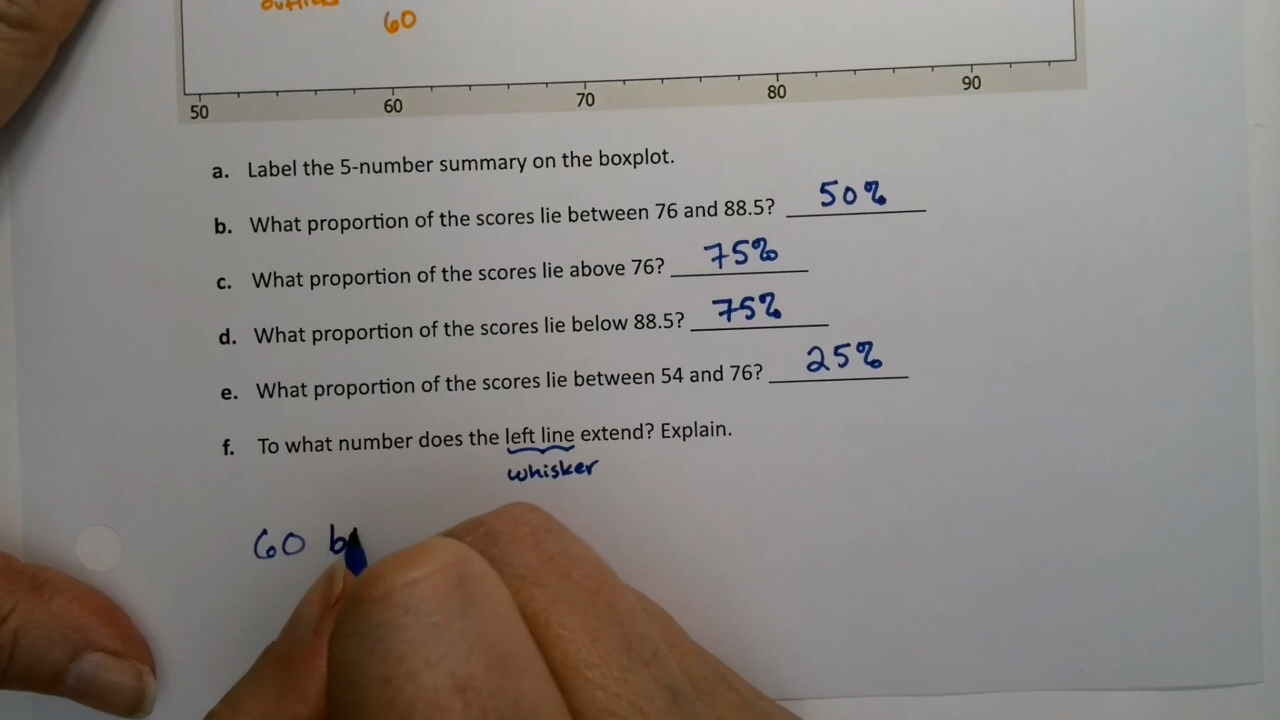 outliers
60
50 60 70 80 90
a. Label the 5-number summary on the boxplot.
b. What proportion of the scores lie between 76 and 88.5? 50%
c. What proportion of the scores lie above 76? 75%
d. What proportion of the scores lie below 88.5? 75%
e. What proportion of the scores lie between 54 and 76? 25%
f. To what number does the left line extend? Explain.
whisker
60 b